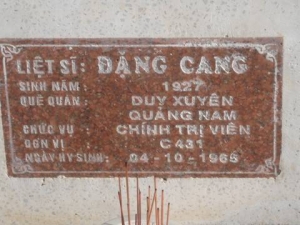 LIỆT SĨ: ĐẶNG CANG
SINH NĂM: 1927
QUÊ QUÁN: DUY XUYÊN
QUẢNG NAM
CHỨC VỤ: CHÍNH TRỊ VIÊN
ĐƠN VỊ: C431
NGÀY HY SINH: 04-10-1965